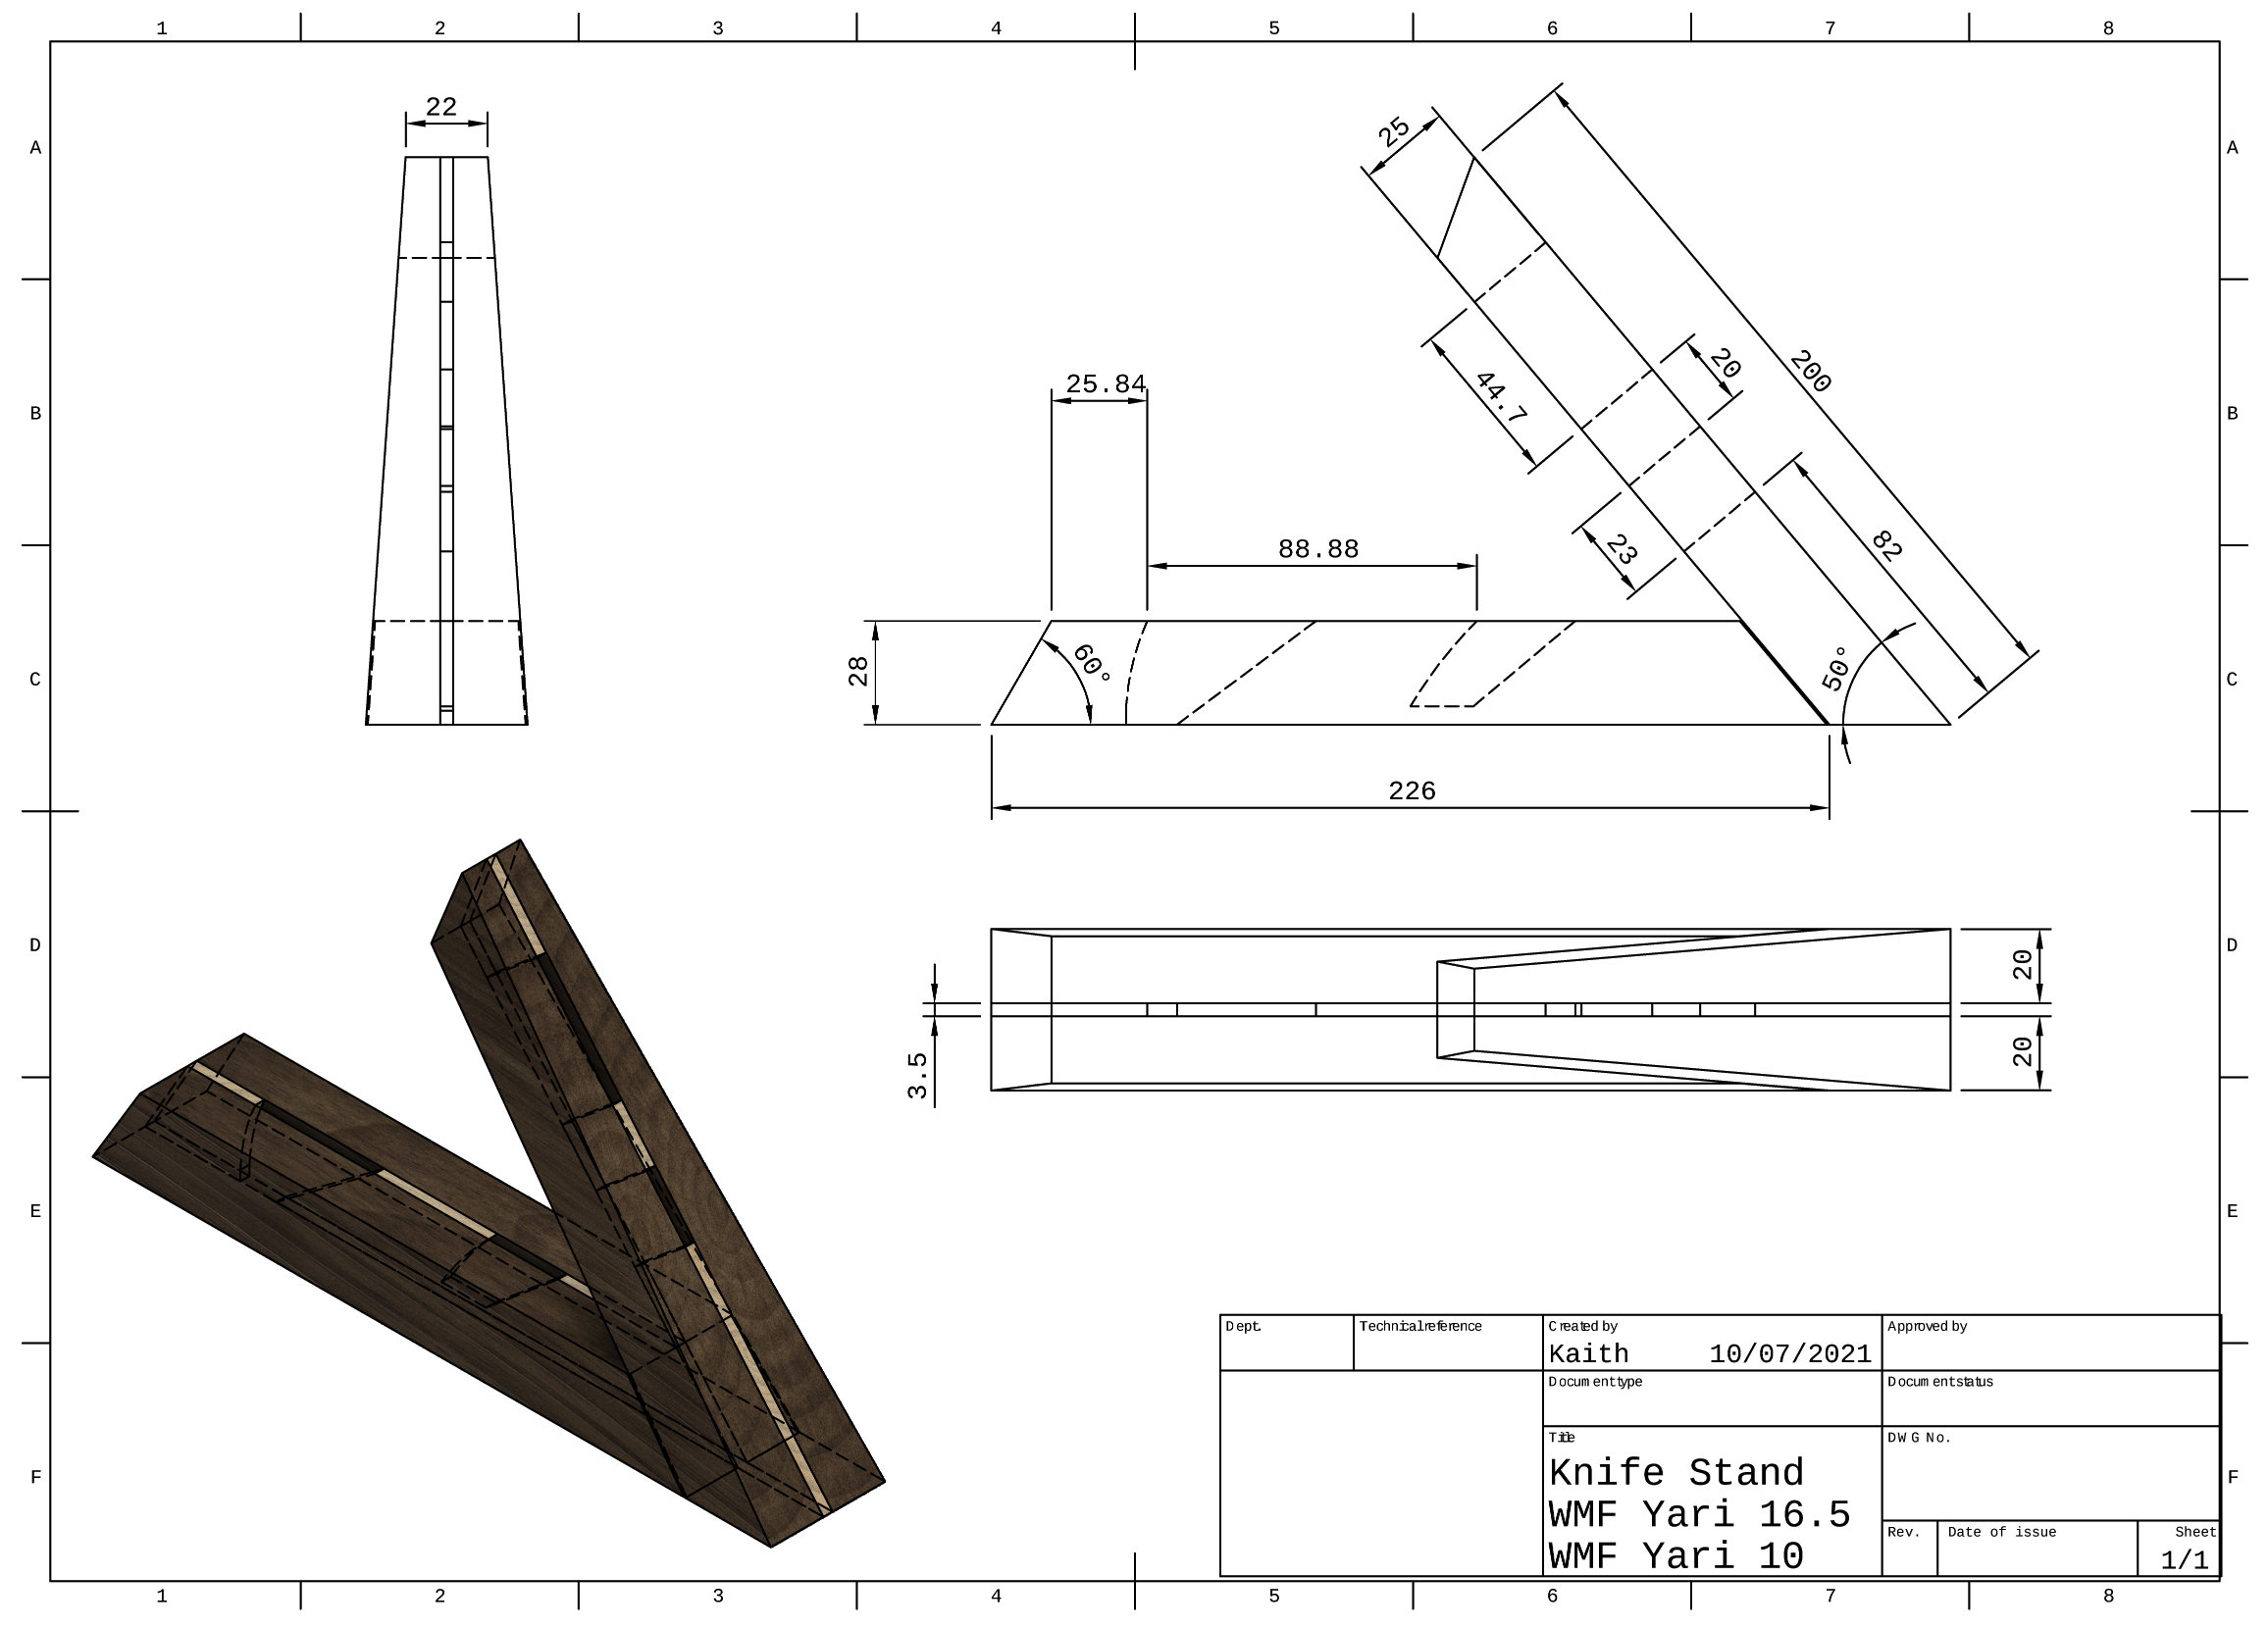 1 2 3 4 5 6 7 8
A A
B B
C C
D D
E E
F F
22
25
200
44.7
20
25.84
23
82
88.88
28
60°
50°
226
20
3.5
20
Dept.
Technical reference
Created by
Approved by
Kaith 10/07/2021
Document type
Document status
Title
DWG No.
Knife Stand
WMF Yari 16.5
WMF Yari 10
Rev.
Date of issue
Sheet
1/1
1 2 3 4 5 6 7 8